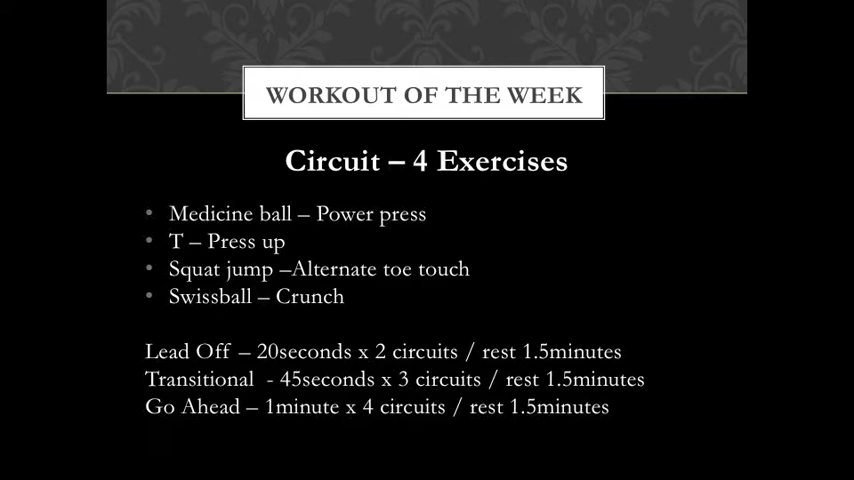 WORKOUT OF THE WEEK
Circuit – 4 Exercises
• Medicine ball – Power press
• T – Press up
• Squat jump –Alternate toe touch
• Swissball – Crunch
Lead Off – 20seconds x 2 circuits / rest 1.5minutes
Transitional - 45seconds x 3 circuits / rest 1.5minutes
Go Ahead – 1minute x 4 circuits / rest 1.5minutes